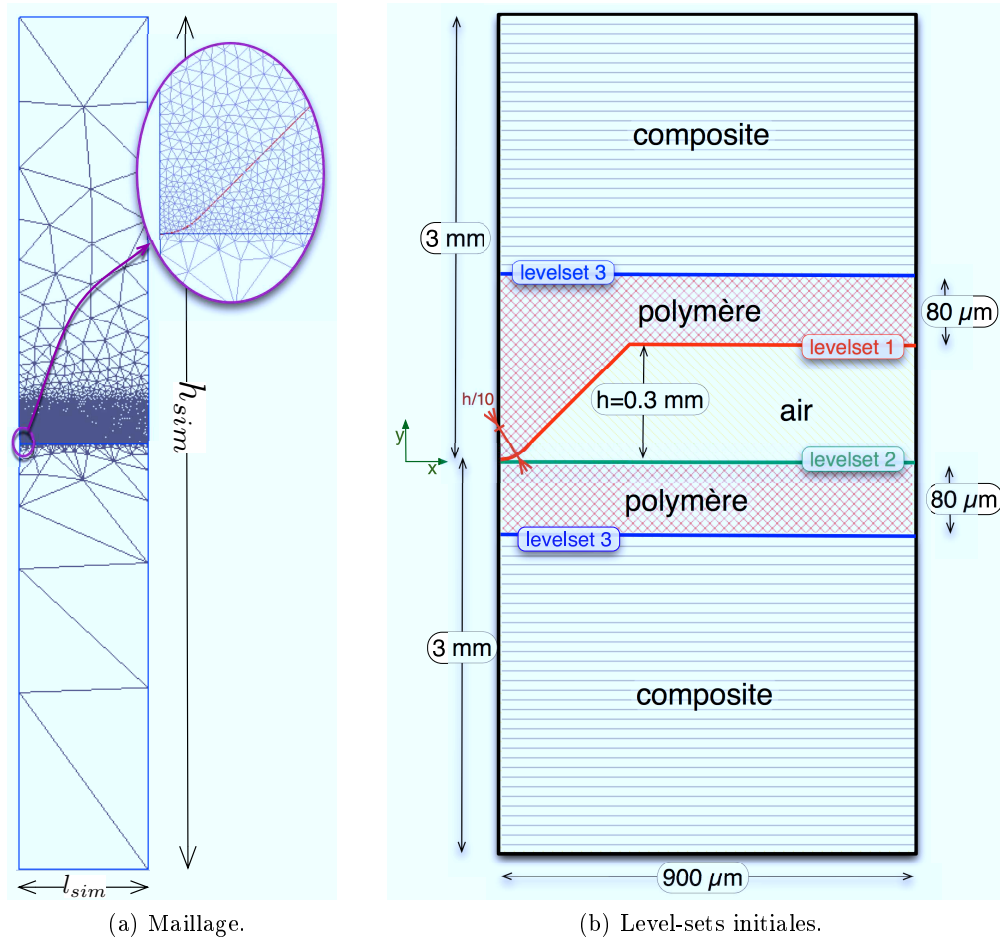 h_sim
l_sim
(a) Maillage.
composite
3 mm
levelset 3
polymère
80 µm
levelset 1
h/10
h=0.3 mm
air
y
x
levelset 2
polymère
80 µm
levelset 3
3 mm
composite
900 µm
(b) Level-sets initiales.